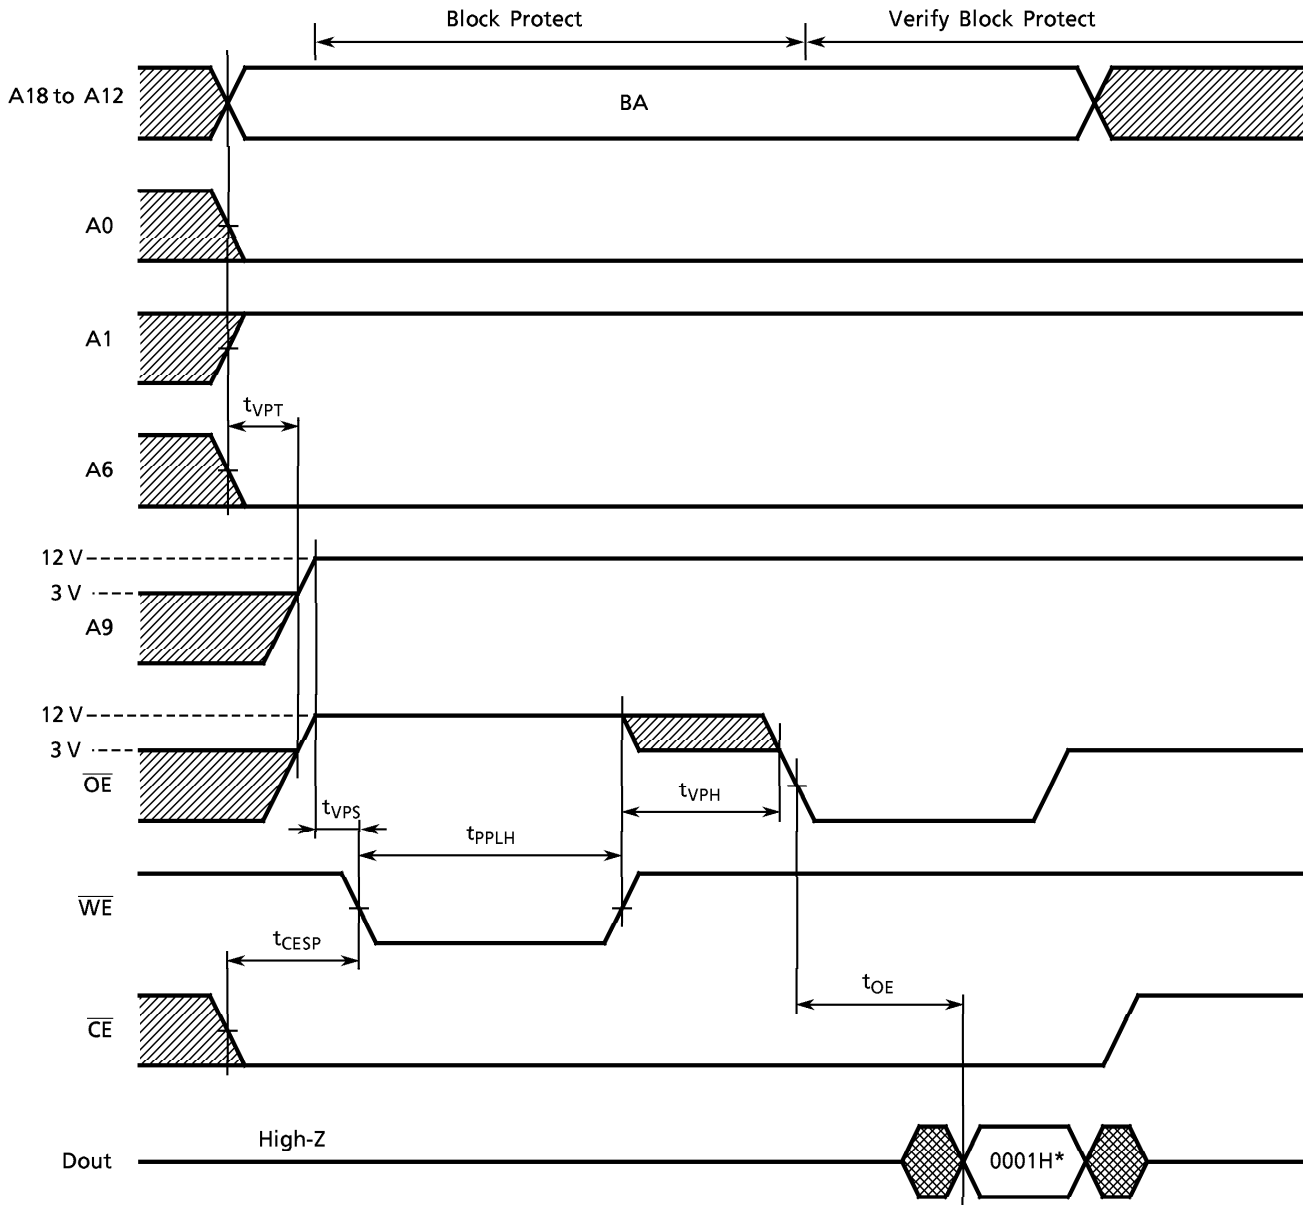 Block Protect
Verify Block Protect
A18 to A12
BA
A0
A1
tVPT
A6
12 V
3 V
A9
12 V
3 V
OE
tVPS
tVPH
tPPLH
WE
tCESP
tOE
CE
High-Z
Dout
0001H*